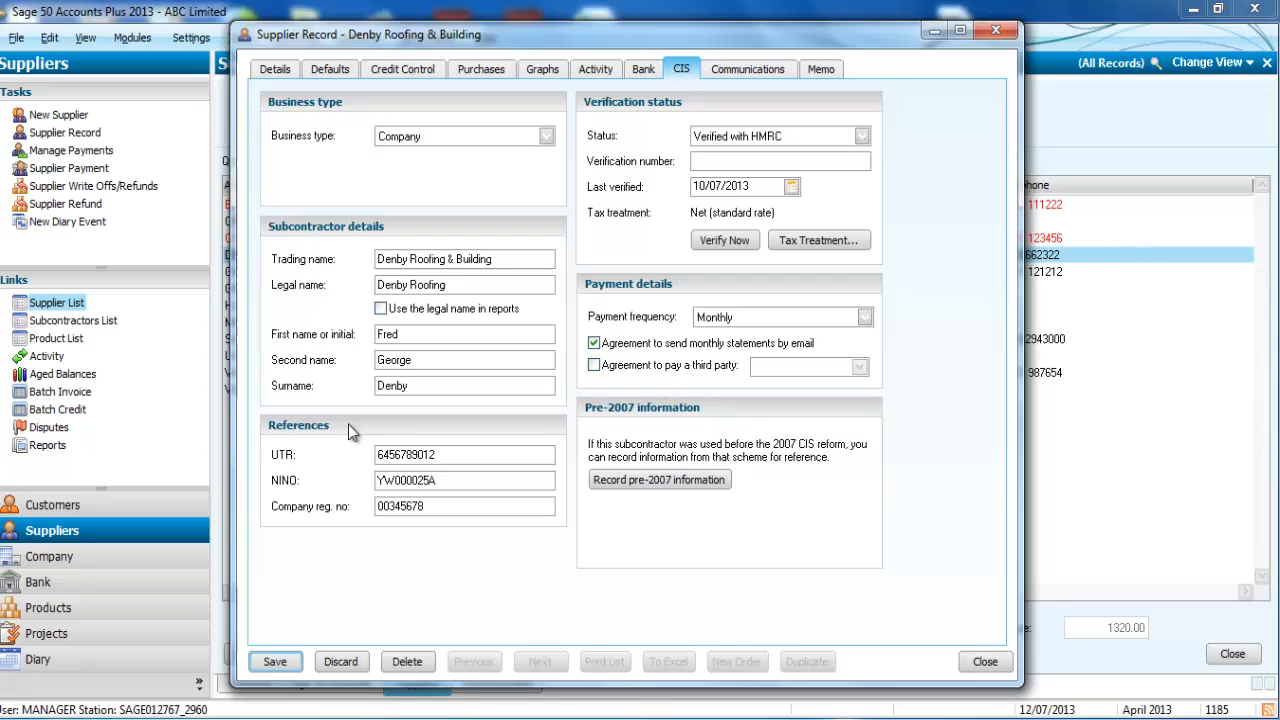 Sage 50 Accounts Plus 2013 - ABC Limited
File Edit View Modules Settings
Suppliers
(All Records) Change View
Tasks
New Supplier
Supplier Record
Manage Payments
Supplier Payment
Supplier Write Offs/Refunds
Supplier Refund
New Diary Event
Links
Supplier List
Subcontractors List
Product List
Activity
Aged Balances
Batch Invoice
Batch Credit
Disputes
Reports
Customers
Suppliers
Company
Bank
Products
Projects
Diary
Supplier Record - Denby Roofing & Building
Details Defaults Credit Control Purchases Graphs Activity Bank CIS Communications Memo
Business type
Business type: Company
Subcontractor details
Trading name: Denby Roofing & Building
Legal name: Denby Roofing
Use the legal name in reports
First name or initial: Fred
Second name: George
Surname: Denby
References
UTR: 6456789012
NINO: YW000025A
Company reg. no: 00345678
Verification status
Status: Verified with HMRC
Verification number:
Last verified: 10/07/2013
Tax treatment: Net (standard rate)
Verify Now Tax Treatment...
Payment details
Payment frequency: Monthly
Agreement to send monthly statements by email
Agreement to pay a third party:
Pre-2007 information
If this subcontractor was used before the 2007 CIS reform, you
can record information from that scheme for reference.
Record pre-2007 information
Save Discard Delete Previous Next Print List To Excel New Order Duplicate Close
hone
111222
123456
662322
121212
2943000
987654
e: 1320.00
Close
User: MANAGER Station: SAGE012767_2960
12/07/2013 April 2013 1185